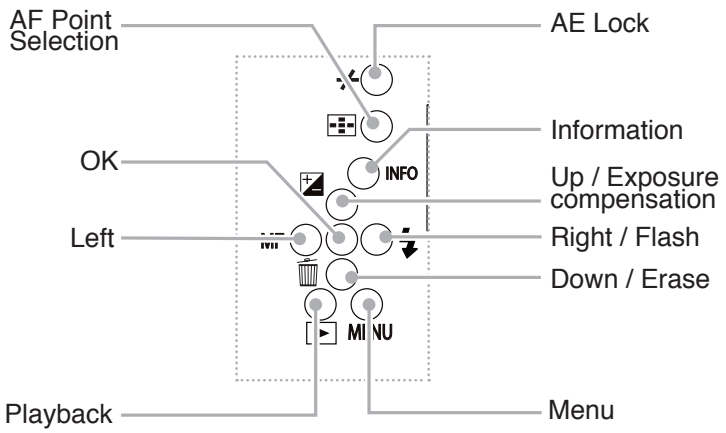 AF Point
Selection
AE Lock
Information
OK
INFO
Up / Exposure
compensation
Left
Right / Flash
Down / Erase
MENU
Playback
Menu